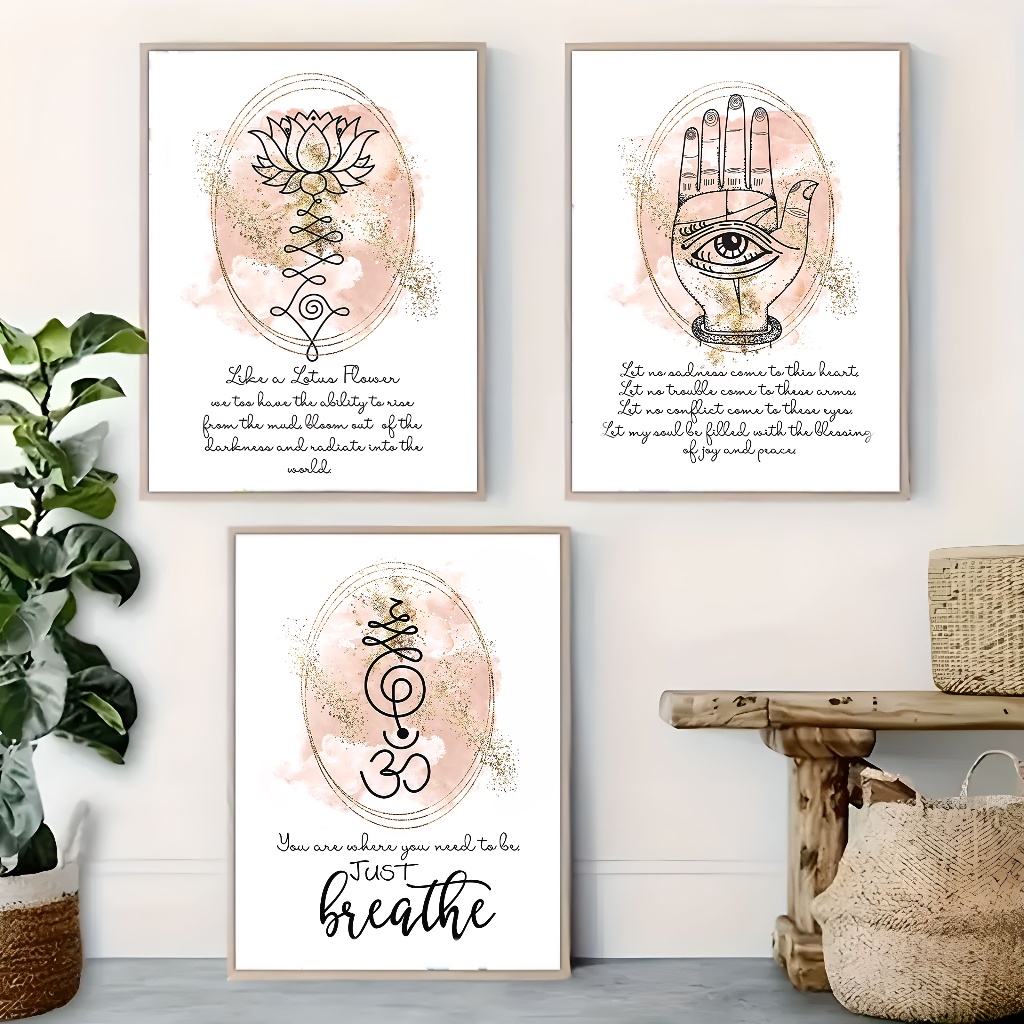 Like a Lotus Flower
we too have the ability to rise
from the mud, bloom out of the
darkness and radiate into the
world.
Let no sadness come to this heart,
Let no trouble come to these arms,
Let no conflict come to these eyes,
Let my soul be filled with the blessing
of joy and peace.
You are where you need to be.
JUST
breathe